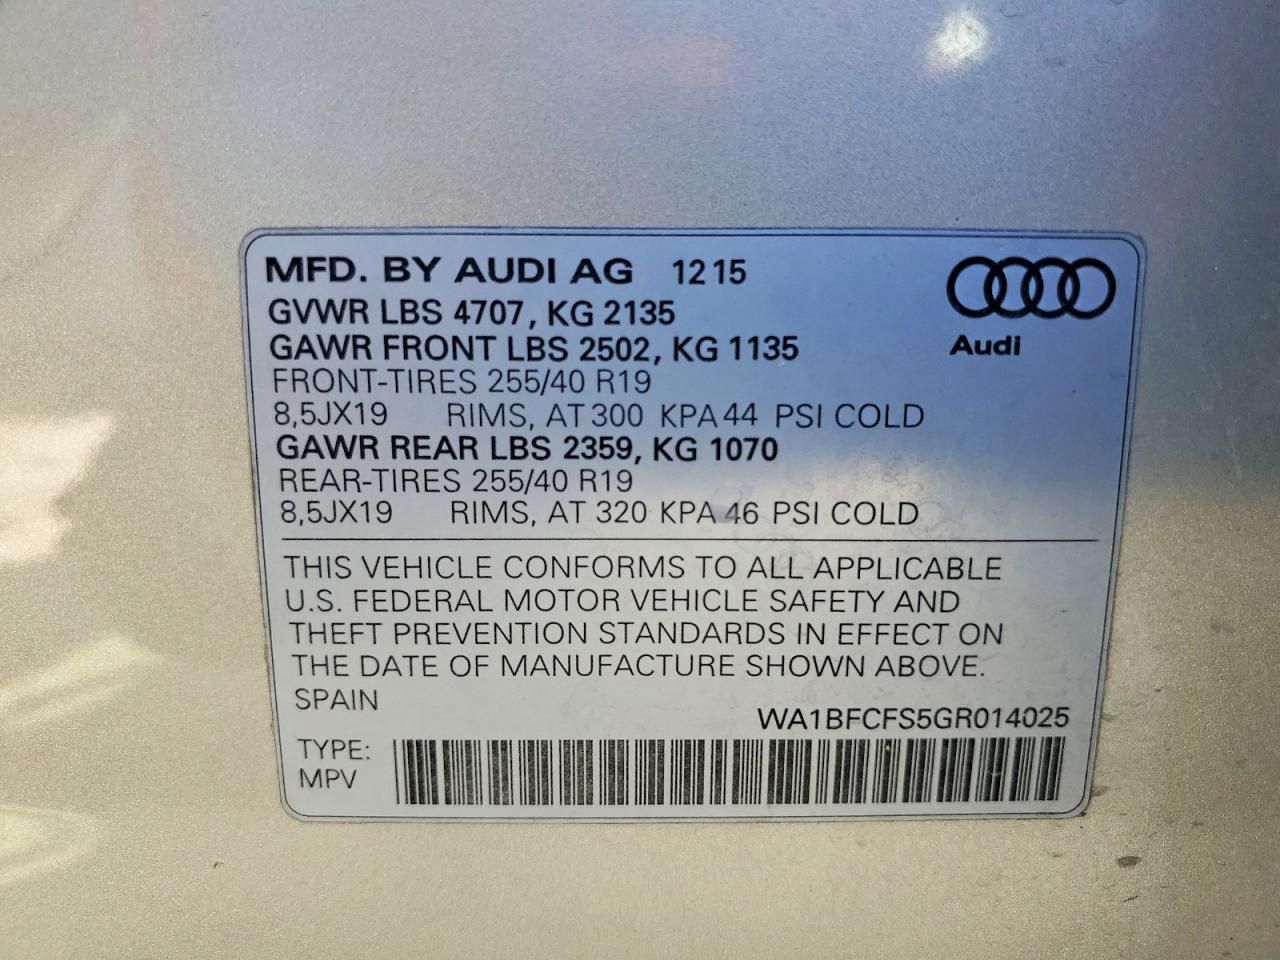 MFD. BY AUDI AG 12 15
GVWR LBS 4707, KG 2135
GAWR FRONT LBS 2502, KG 1135
Audi
FRONT-TIRES 255/40 R19
8,5JX19 RIMS, AT 300 KPA 44 PSI COLD
GAWR REAR LBS 2359, KG 1070
REAR-TIRES 255/40 R19
8,5JX19 RIMS, AT 320 KPA 46 PSI COLD
THIS VEHICLE CONFORMS TO ALL APPLICABLE
U.S. FEDERAL MOTOR VEHICLE SAFETY AND
THEFT PREVENTION STANDARDS IN EFFECT ON
THE DATE OF MANUFACTURE SHOWN ABOVE.
SPAIN
WA1BFCFS5GR014025
TYPE:
MPV